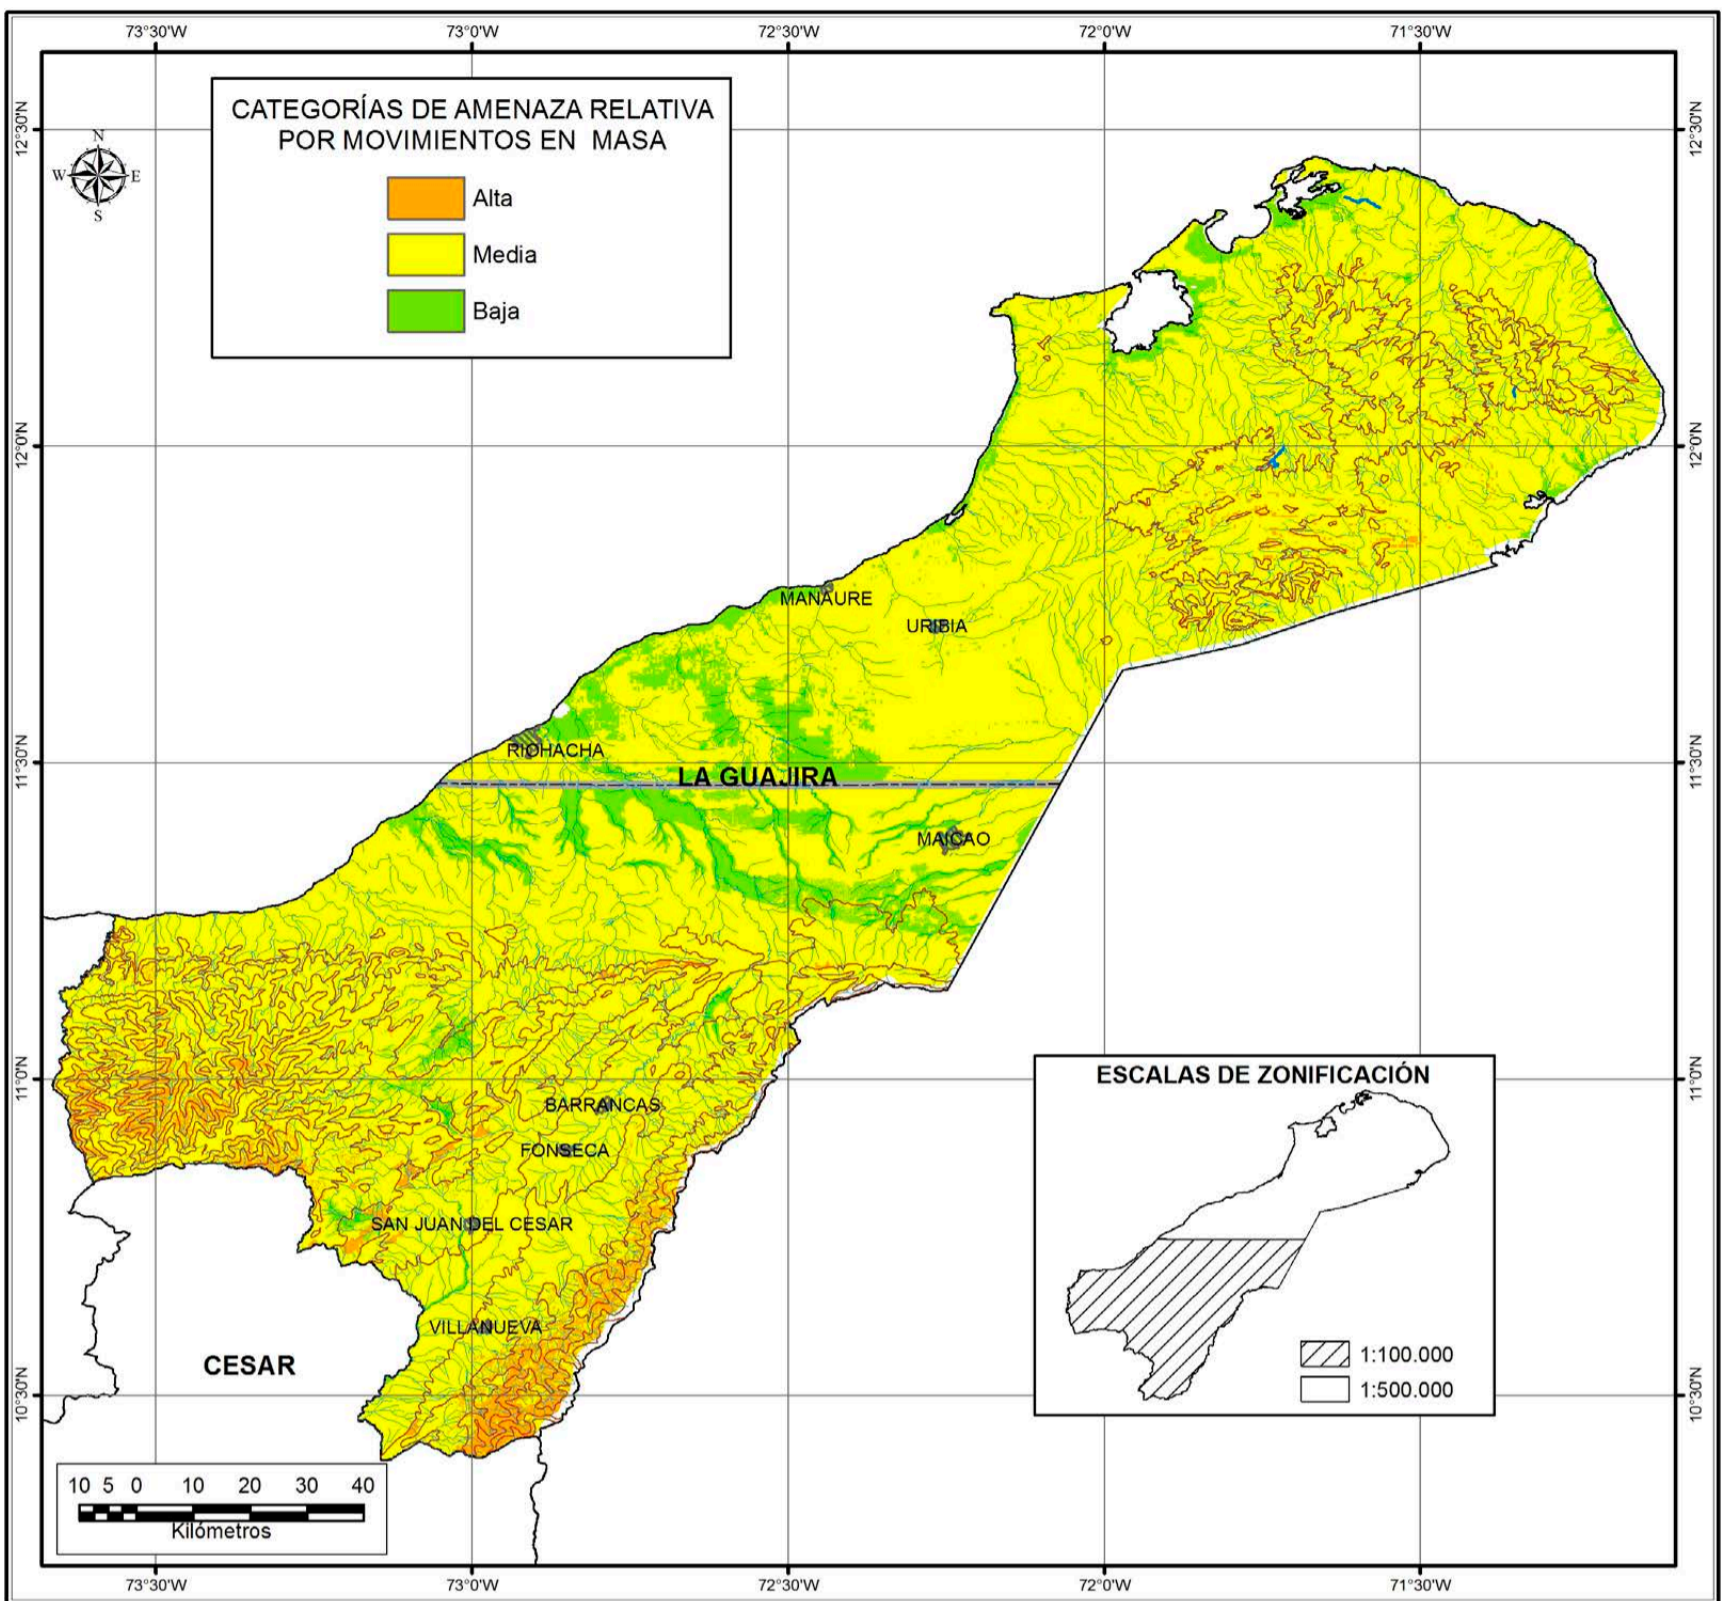 73°30'W 73°0'W 72°30'W 72°0'W 71°30'W
12°30'N 12°30'N
CATEGORÍAS DE AMENAZA RELATIVA
POR MOVIMIENTOS EN MASA
Alta
Media
Baja
N
W E
S
12°0'N 12°0'N
MANAURE
URIBIA
RIOHACHA
11°30'N 11°30'N
LA GUAJIRA
MAICAO
11°0'N 11°0'N
BARRANCAS
FONSECA
SAN JUAN DEL CESAR
VILLANUEVA
CESAR
10°30'N 10°30'N
ESCALAS DE ZONIFICACIÓN
1:100.000
1:500.000
10 5 0 10 20 30 40
Kilómetros
73°30'W 73°0'W 72°30'W 72°0'W 71°30'W